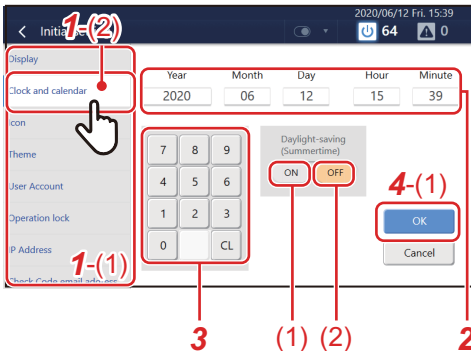 2020/06/12 Fri. 15:39
1-(2)
64
0
Display
Clock and calendar
Icon
Theme
User Account
Operation lock
IP Address
1-(1)
Year Month Day Hour Minute
2020 06 12 15 39
7 8 9
4 5 6
1 2 3
0 CL
Daylight-saving
(Summertime)
ON OFF
4-(1)
OK
Cancel
3
(1) (2)
2